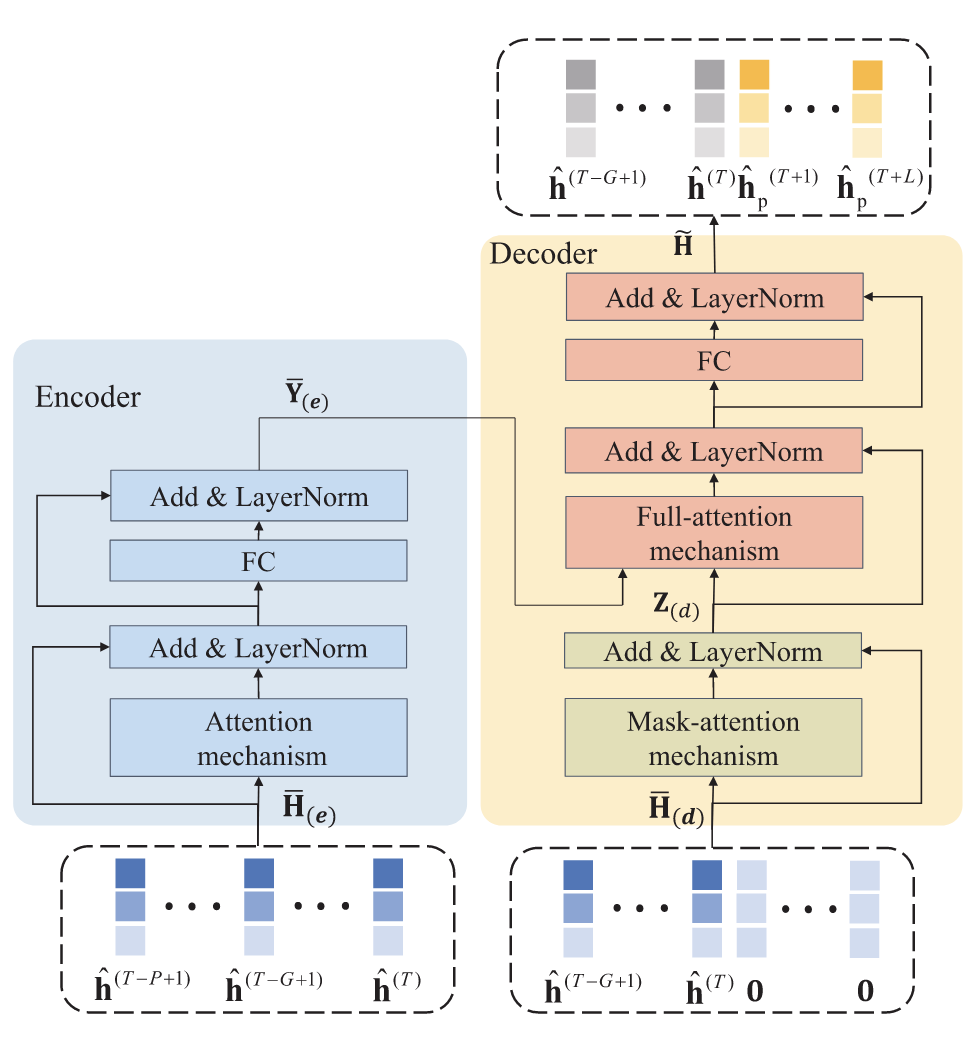 ĥ^(T−G+1) ĥ^(T) ĥ_p^(T+1) ĥ_p^(T+L)
H̃
Decoder
Add & LayerNorm
FC
Add & LayerNorm
Full-attention
mechanism
Z_(d)
Add & LayerNorm
Mask-attention
mechanism
H̄_(d)
ĥ^(T−G+1) ĥ^(T) 0 0
Encoder
Ȳ_(e)
Add & LayerNorm
FC
Add & LayerNorm
Attention
mechanism
H̄_(e)
ĥ^(T−P+1) ĥ^(T−G+1) ĥ^(T)